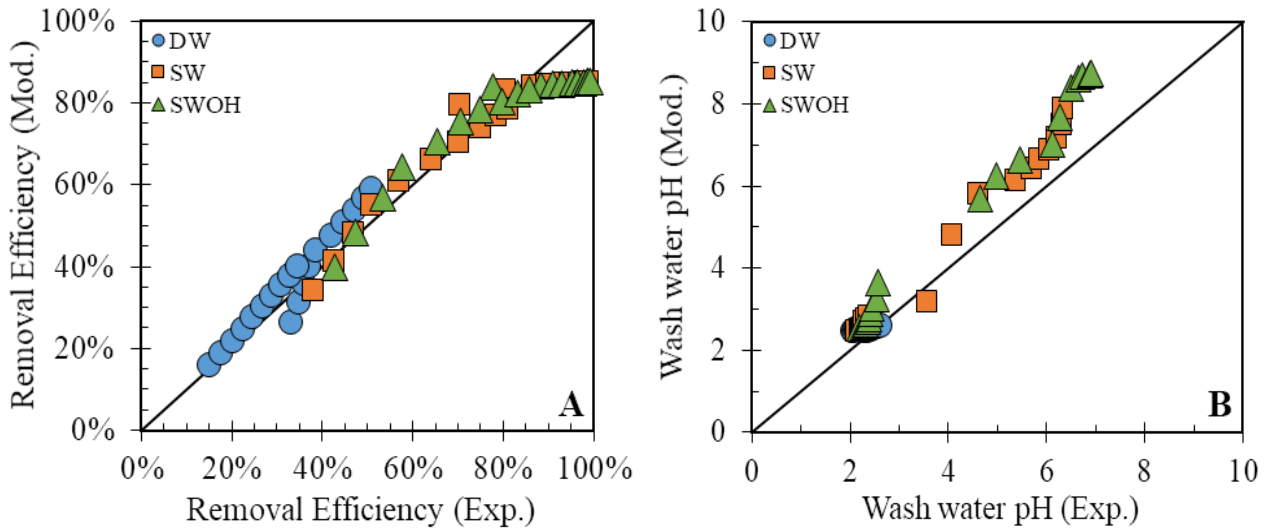 100%
80%
60%
40%
20%
0%
Removal Efficiency (Mod.)
DW
SW
SWOH
A
0% 20% 40% 60% 80% 100%
Removal Efficiency (Exp.)
10
8
6
4
2
0
Wash water pH (Mod.)
DW
SW
SWOH
B
0 2 4 6 8 10
Wash water pH (Exp.)